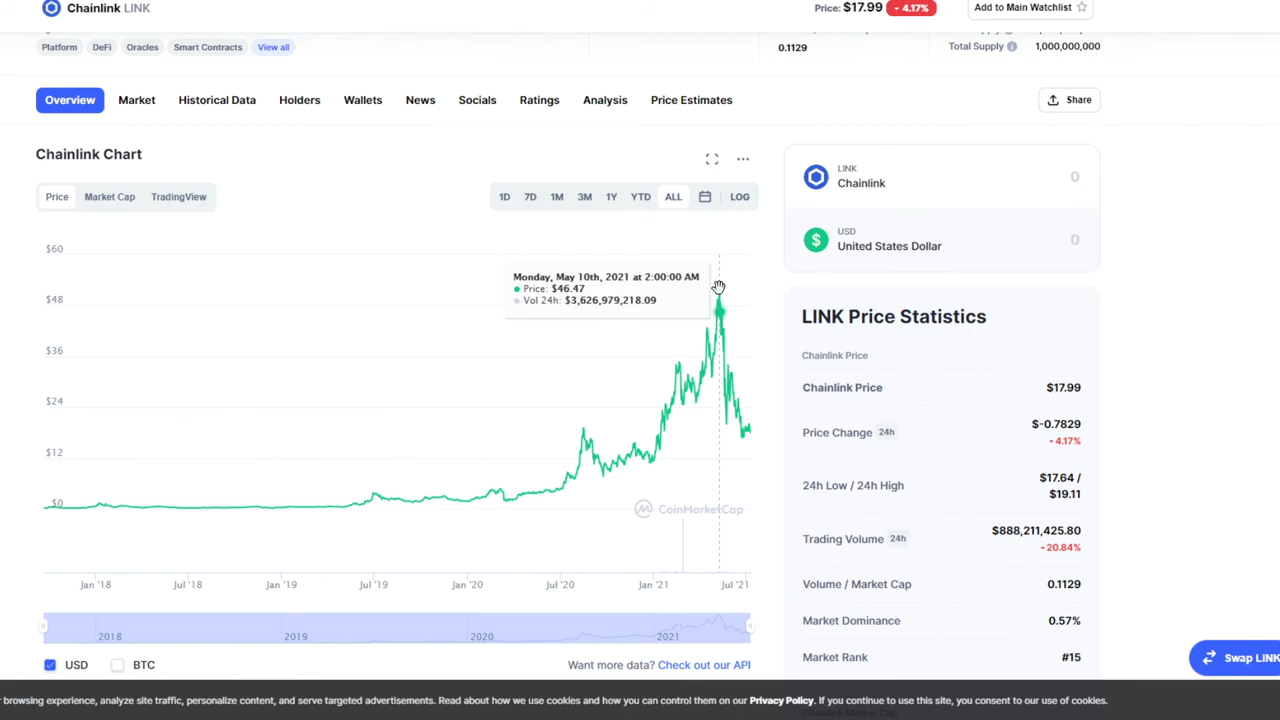 Chainlink LINK
Price: $17.99 4.17%
Add to Main Watchlist
Platform DeFi Oracles Smart Contracts View all
0.1129
Total Supply 1,000,000,000
Overview Market Historical Data Holders Wallets News Socials Ratings Analysis Price Estimates
Share
Chainlink Chart
Price Market Cap TradingView
1D 7D 1M 3M 1Y YTD ALL LOG
$60
$48
$36
$24
$12
$0
Monday, May 10th, 2021 at 2:00:00 AM
Price: $46.47
Vol 24h: $3,626,979,218.09
CoinMarketCap
Jan '18 Jul '18 Jan '19 Jul '19 Jan '20 Jul '20 Jan '21 Jul '21
2018 2019 2020 2021
USD BTC
Want more data? Check out our API
LINK
Chainlink
0
USD
United States Dollar
0
LINK Price Statistics
Chainlink Price
Chainlink Price $17.99
Price Change 24h $-0.7829
4.17%
24h Low / 24h High $17.64 /
$19.11
Trading Volume 24h $888,211,425.80
20.84%
Volume / Market Cap 0.1129
Market Dominance 0.57%
Market Rank #15
Swap LINK
browsing experience, analyze site traffic, personalize content, and serve targeted advertisements. Read about how we use cookies and how you can control them on our Privacy Policy. If you continue to use this site, you consent to our use of cookies.